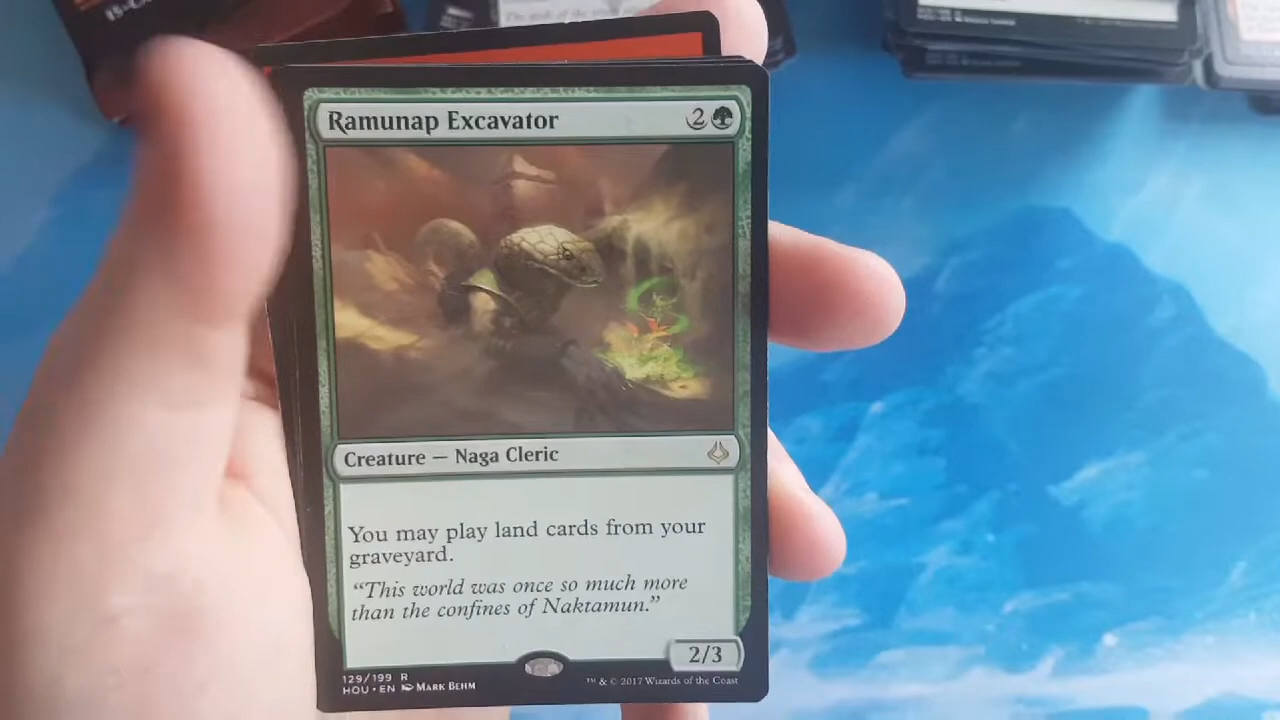 Ramunap Excavator 2
Creature — Naga Cleric
You may play land cards from your
graveyard.
“This world was once so much more
than the confines of Naktamun.”
2/3
129/199 R
HOU • EN MARK BEHM
™ & © 2017 Wizards of the Coast